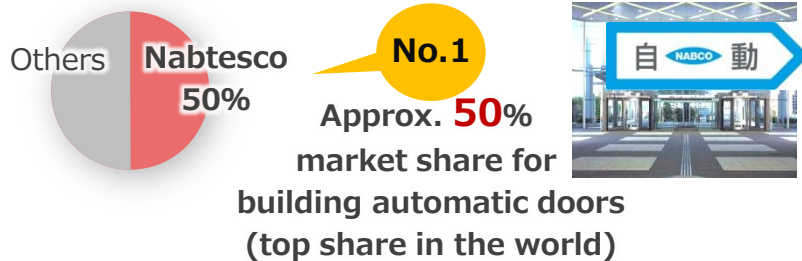 Others
Nabtesco
50%
No.1
Approx. 50%
market share for
building automatic doors
(top share in the world)
自 NABCO 動